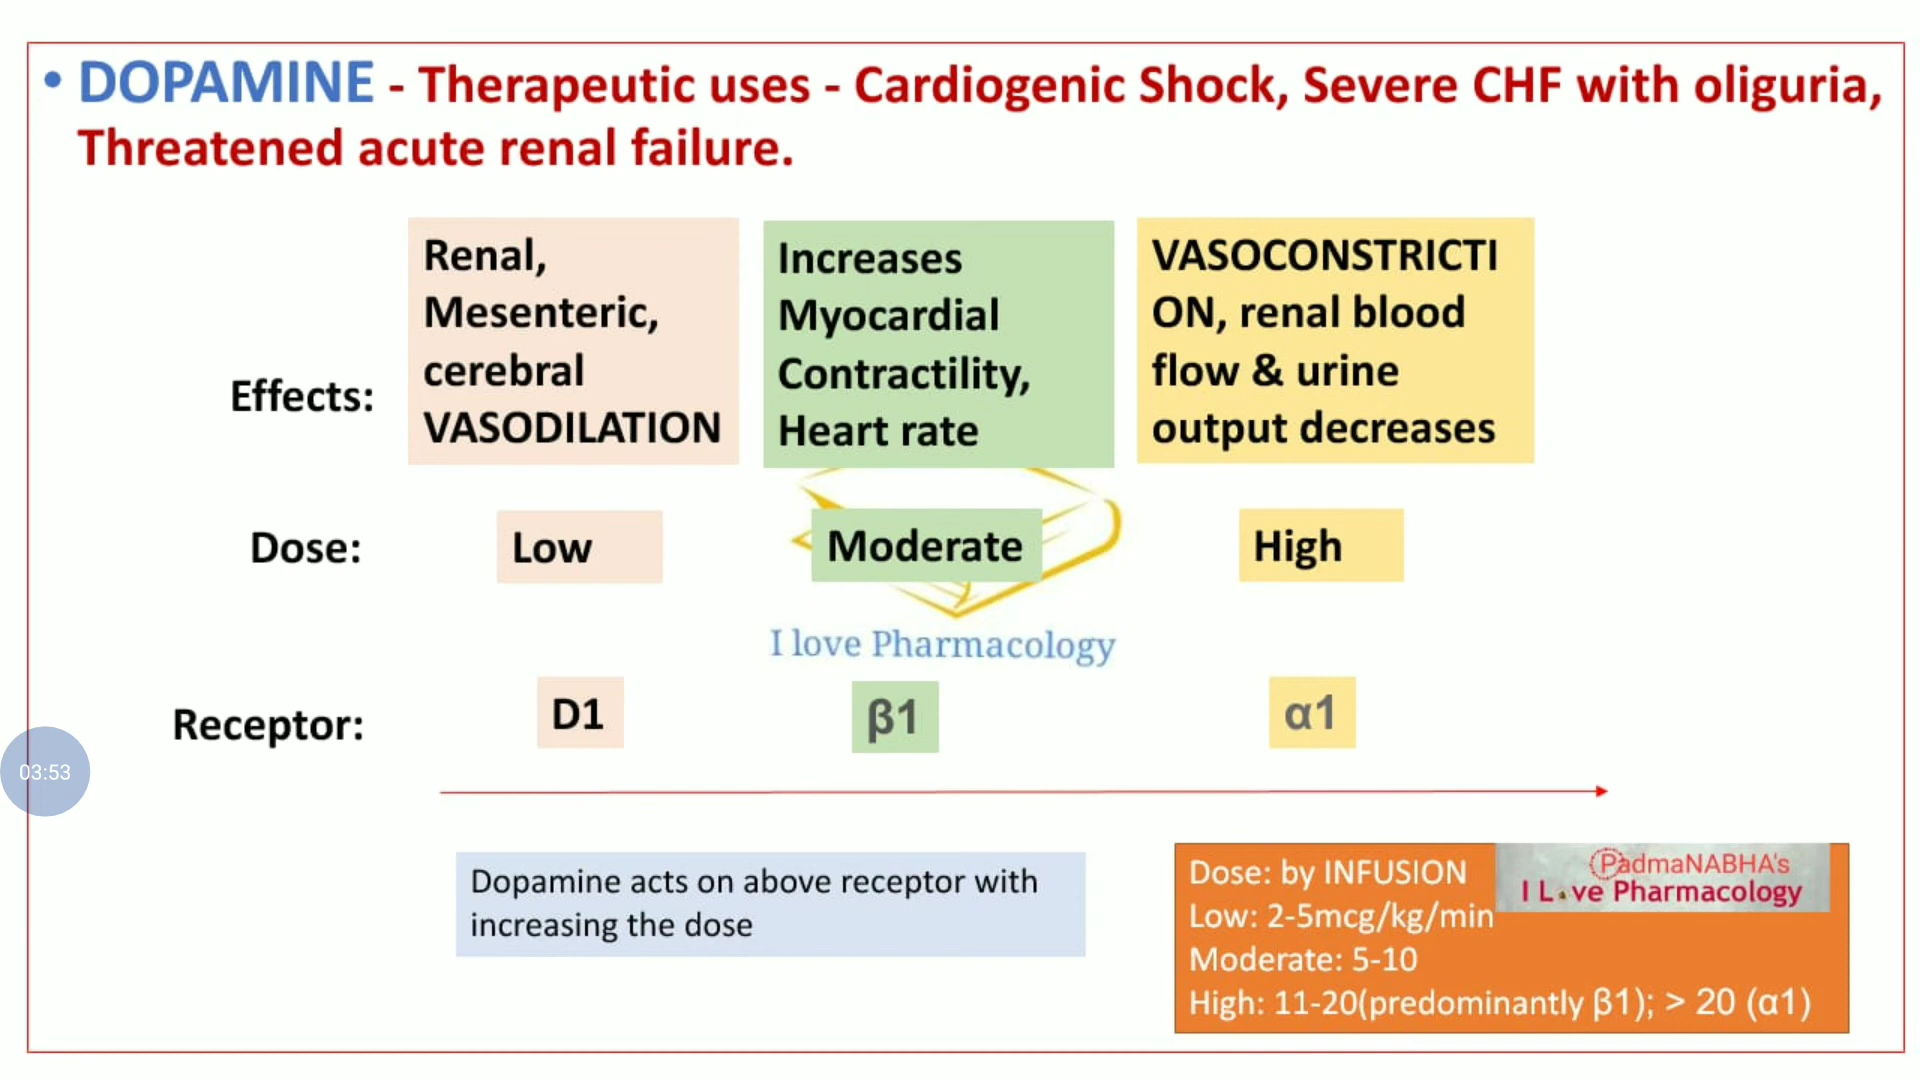 • DOPAMINE - Therapeutic uses - Cardiogenic Shock, Severe CHF with oliguria,
Threatened acute renal failure.
Effects:
Renal,
Mesenteric,
cerebral
VASODILATION
Increases
Myocardial
Contractility,
Heart rate
VASOCONSTRICTI
ON, renal blood
flow & urine
output decreases
Dose:
Low
Moderate
High
I love Pharmacology
Receptor:
D1
β1
α1
03:53
Dopamine acts on above receptor with
increasing the dose
Dose: by INFUSION
Low: 2-5mcg/kg/min
Moderate: 5-10
High: 11-20(predominantly β1); > 20 (α1)
PadmaNABHA's
I Love Pharmacology